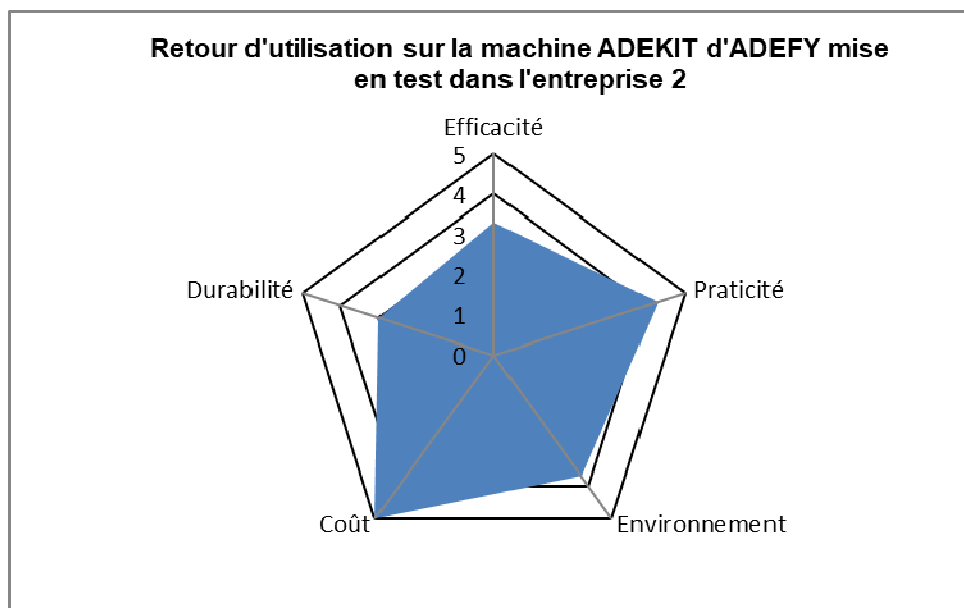 Retour d'utilisation sur la machine ADEKIT d'ADEFY mise
en test dans l'entreprise 2
Efficacité
5
4
3
2
1
0
Durabilité
Praticité
Coût
Environnement